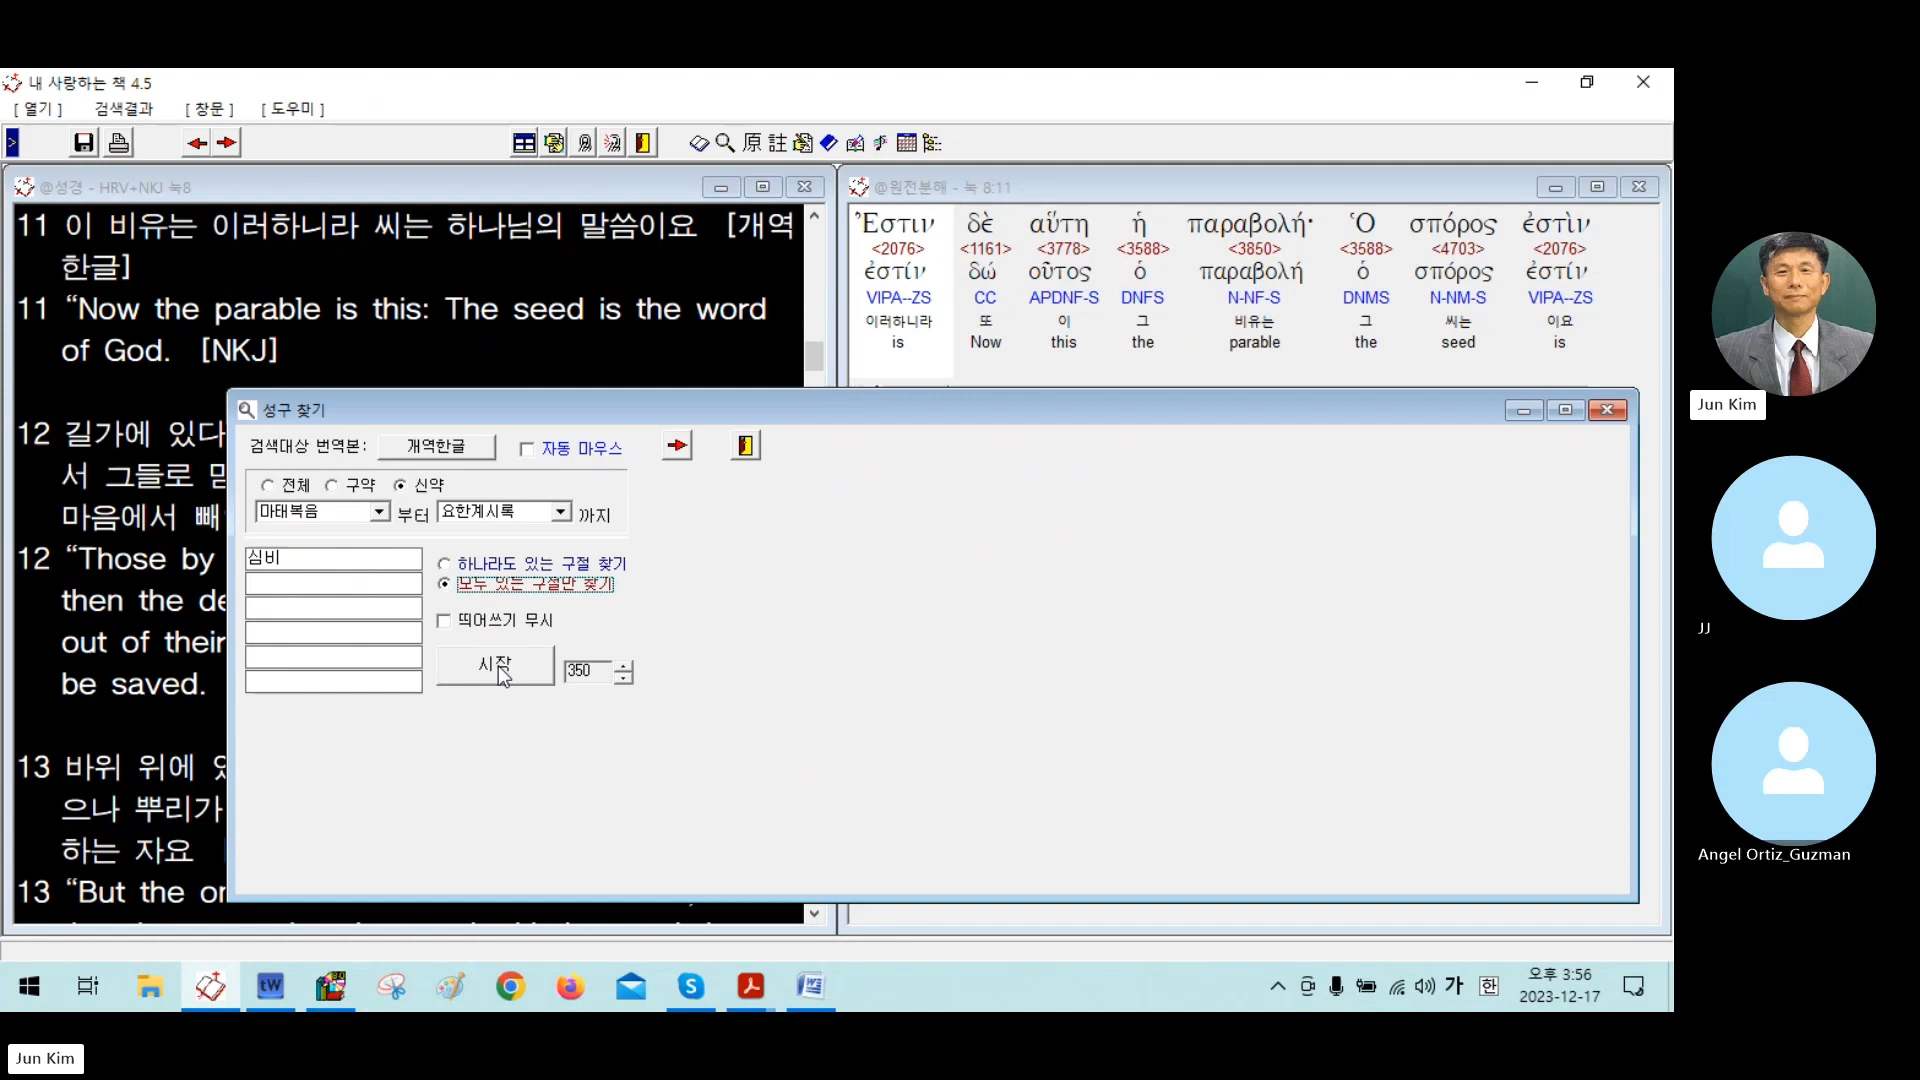 내 사랑하는 책 4.5
[ 열기 ] 검색결과 [ 창문 ] [ 도우미 ]
原 註
@성경 - HRV+NKJ 눅8
11 이 비유는 이러하니라 씨는 하나님의 말씀이요 [개역
한글]
11 “Now the parable is this: The seed is the word
of God. [NKJ]
12 길가에 있다
서 그들로 믿
마음에서 빼
12 “Those by
then the de
out of their
be saved.
13 바위 위에 있
으나 뿌리가
하는 자요
13 “But the or
@원전분해 - 눅 8:11
Ἔστιν δὲ αὕτη ἡ παραβολή· Ὁ σπόρος ἐστὶν
<2076> <1161> <3778> <3588> <3850> <3588> <4703> <2076>
ἐστίν δώ οὗτος ὁ παραβολή ὁ σπόρος ἐστίν
VIPA--ZS CC APDNF-S DNFS N-NF-S DNMS N-NM-S VIPA--ZS
이러하니라 또 이 그 비유는 그 씨는 이요
is Now this the parable the seed is
성구 찾기
검색대상 번역본: 개역한글 자동 마우스
전체 구약 신약
마태복음 부터 요한계시록 까지
심비
하나라도 있는 구절 찾기
모두 있는 구절만 찾기
띄어쓰기 무시
시작 350
Jun Kim
JJ
Angel Ortiz_Guzman
tW
S
W
가 한
오후 3:56
2023-12-17
Jun Kim